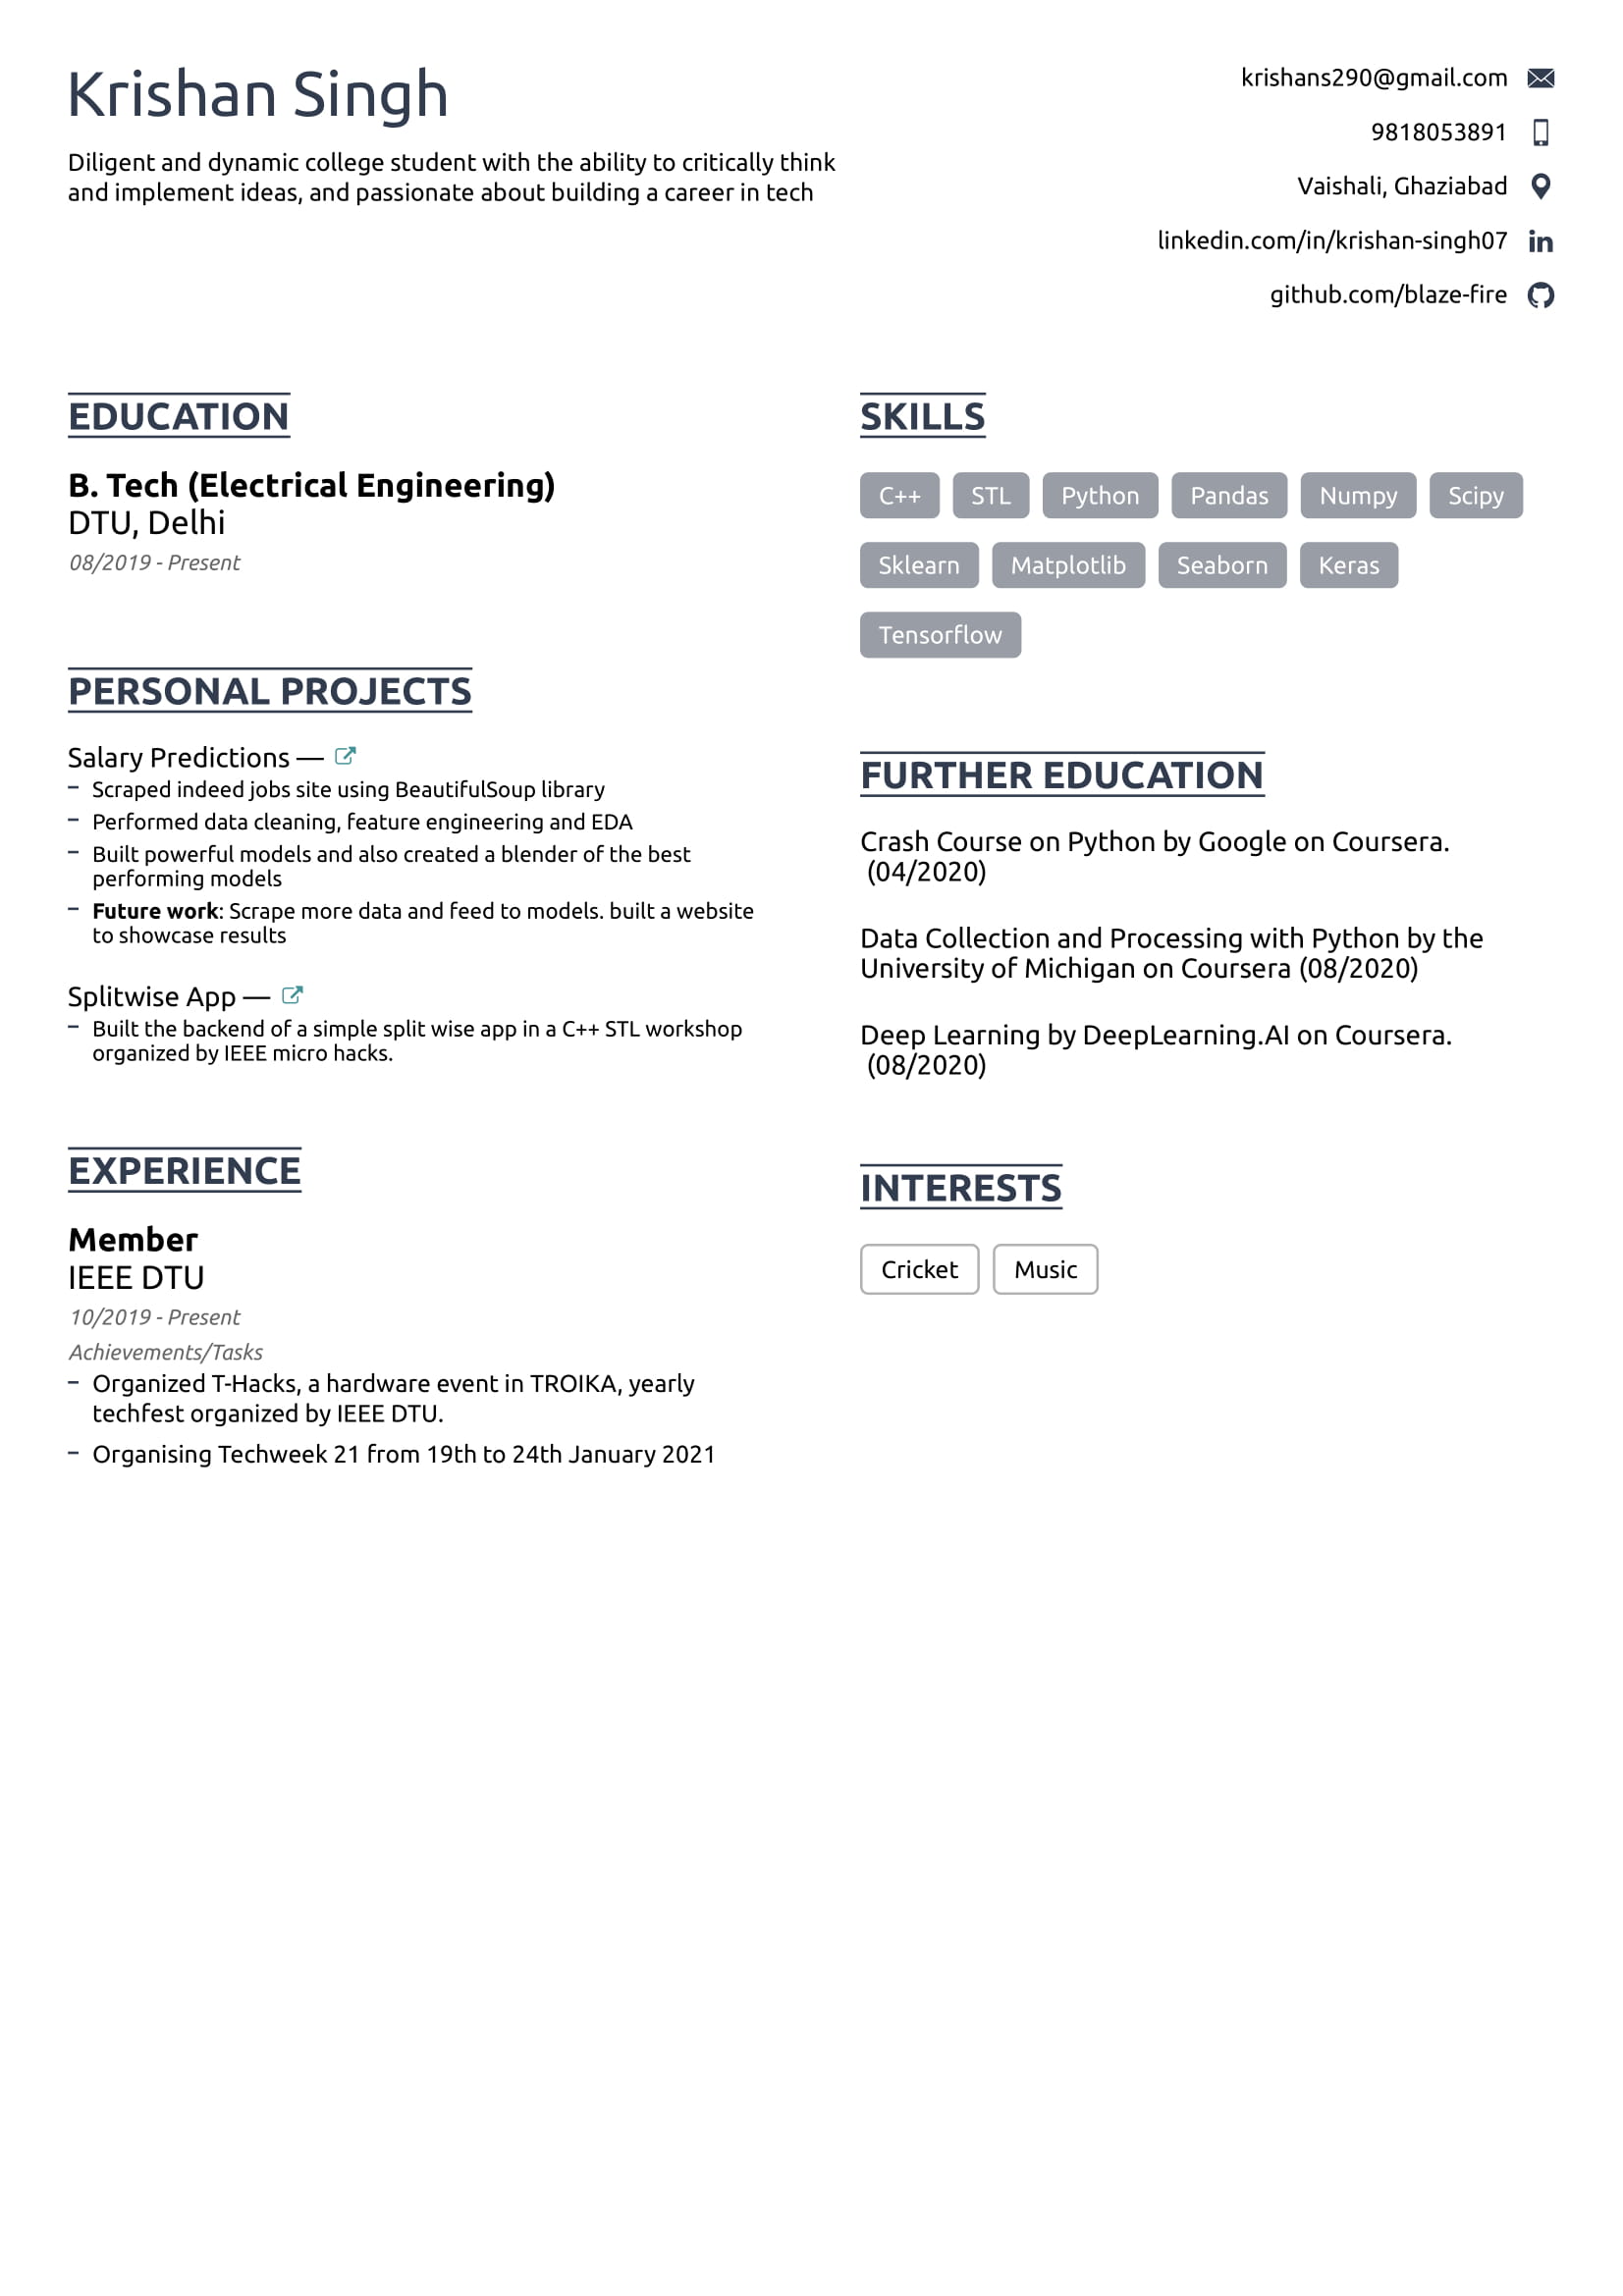 Krishan Singh
Diligent and dynamic college student with the ability to critically think
and implement ideas, and passionate about building a career in tech
krishans290@gmail.com
9818053891
Vaishali, Ghaziabad
linkedin.com/in/krishan-singh07
github.com/blaze-fire
EDUCATION
B. Tech (Electrical Engineering)
DTU, Delhi
08/2019 - Present
PERSONAL PROJECTS
Salary Predictions —
– Scraped indeed jobs site using BeautifulSoup library
– Performed data cleaning, feature engineering and EDA
– Built powerful models and also created a blender of the best
performing models
– Future work: Scrape more data and feed to models. built a website
to showcase results
Splitwise App —
– Built the backend of a simple split wise app in a C++ STL workshop
organized by IEEE micro hacks.
EXPERIENCE
Member
IEEE DTU
10/2019 - Present
Achievements/Tasks
– Organized T-Hacks, a hardware event in TROIKA, yearly
techfest organized by IEEE DTU.
– Organising Techweek 21 from 19th to 24th January 2021
SKILLS
C++ STL Python Pandas Numpy Scipy
Sklearn Matplotlib Seaborn Keras
Tensorflow
FURTHER EDUCATION
Crash Course on Python by Google on Coursera.
(04/2020)
Data Collection and Processing with Python by the
University of Michigan on Coursera (08/2020)
Deep Learning by DeepLearning.AI on Coursera.
(08/2020)
INTERESTS
Cricket Music